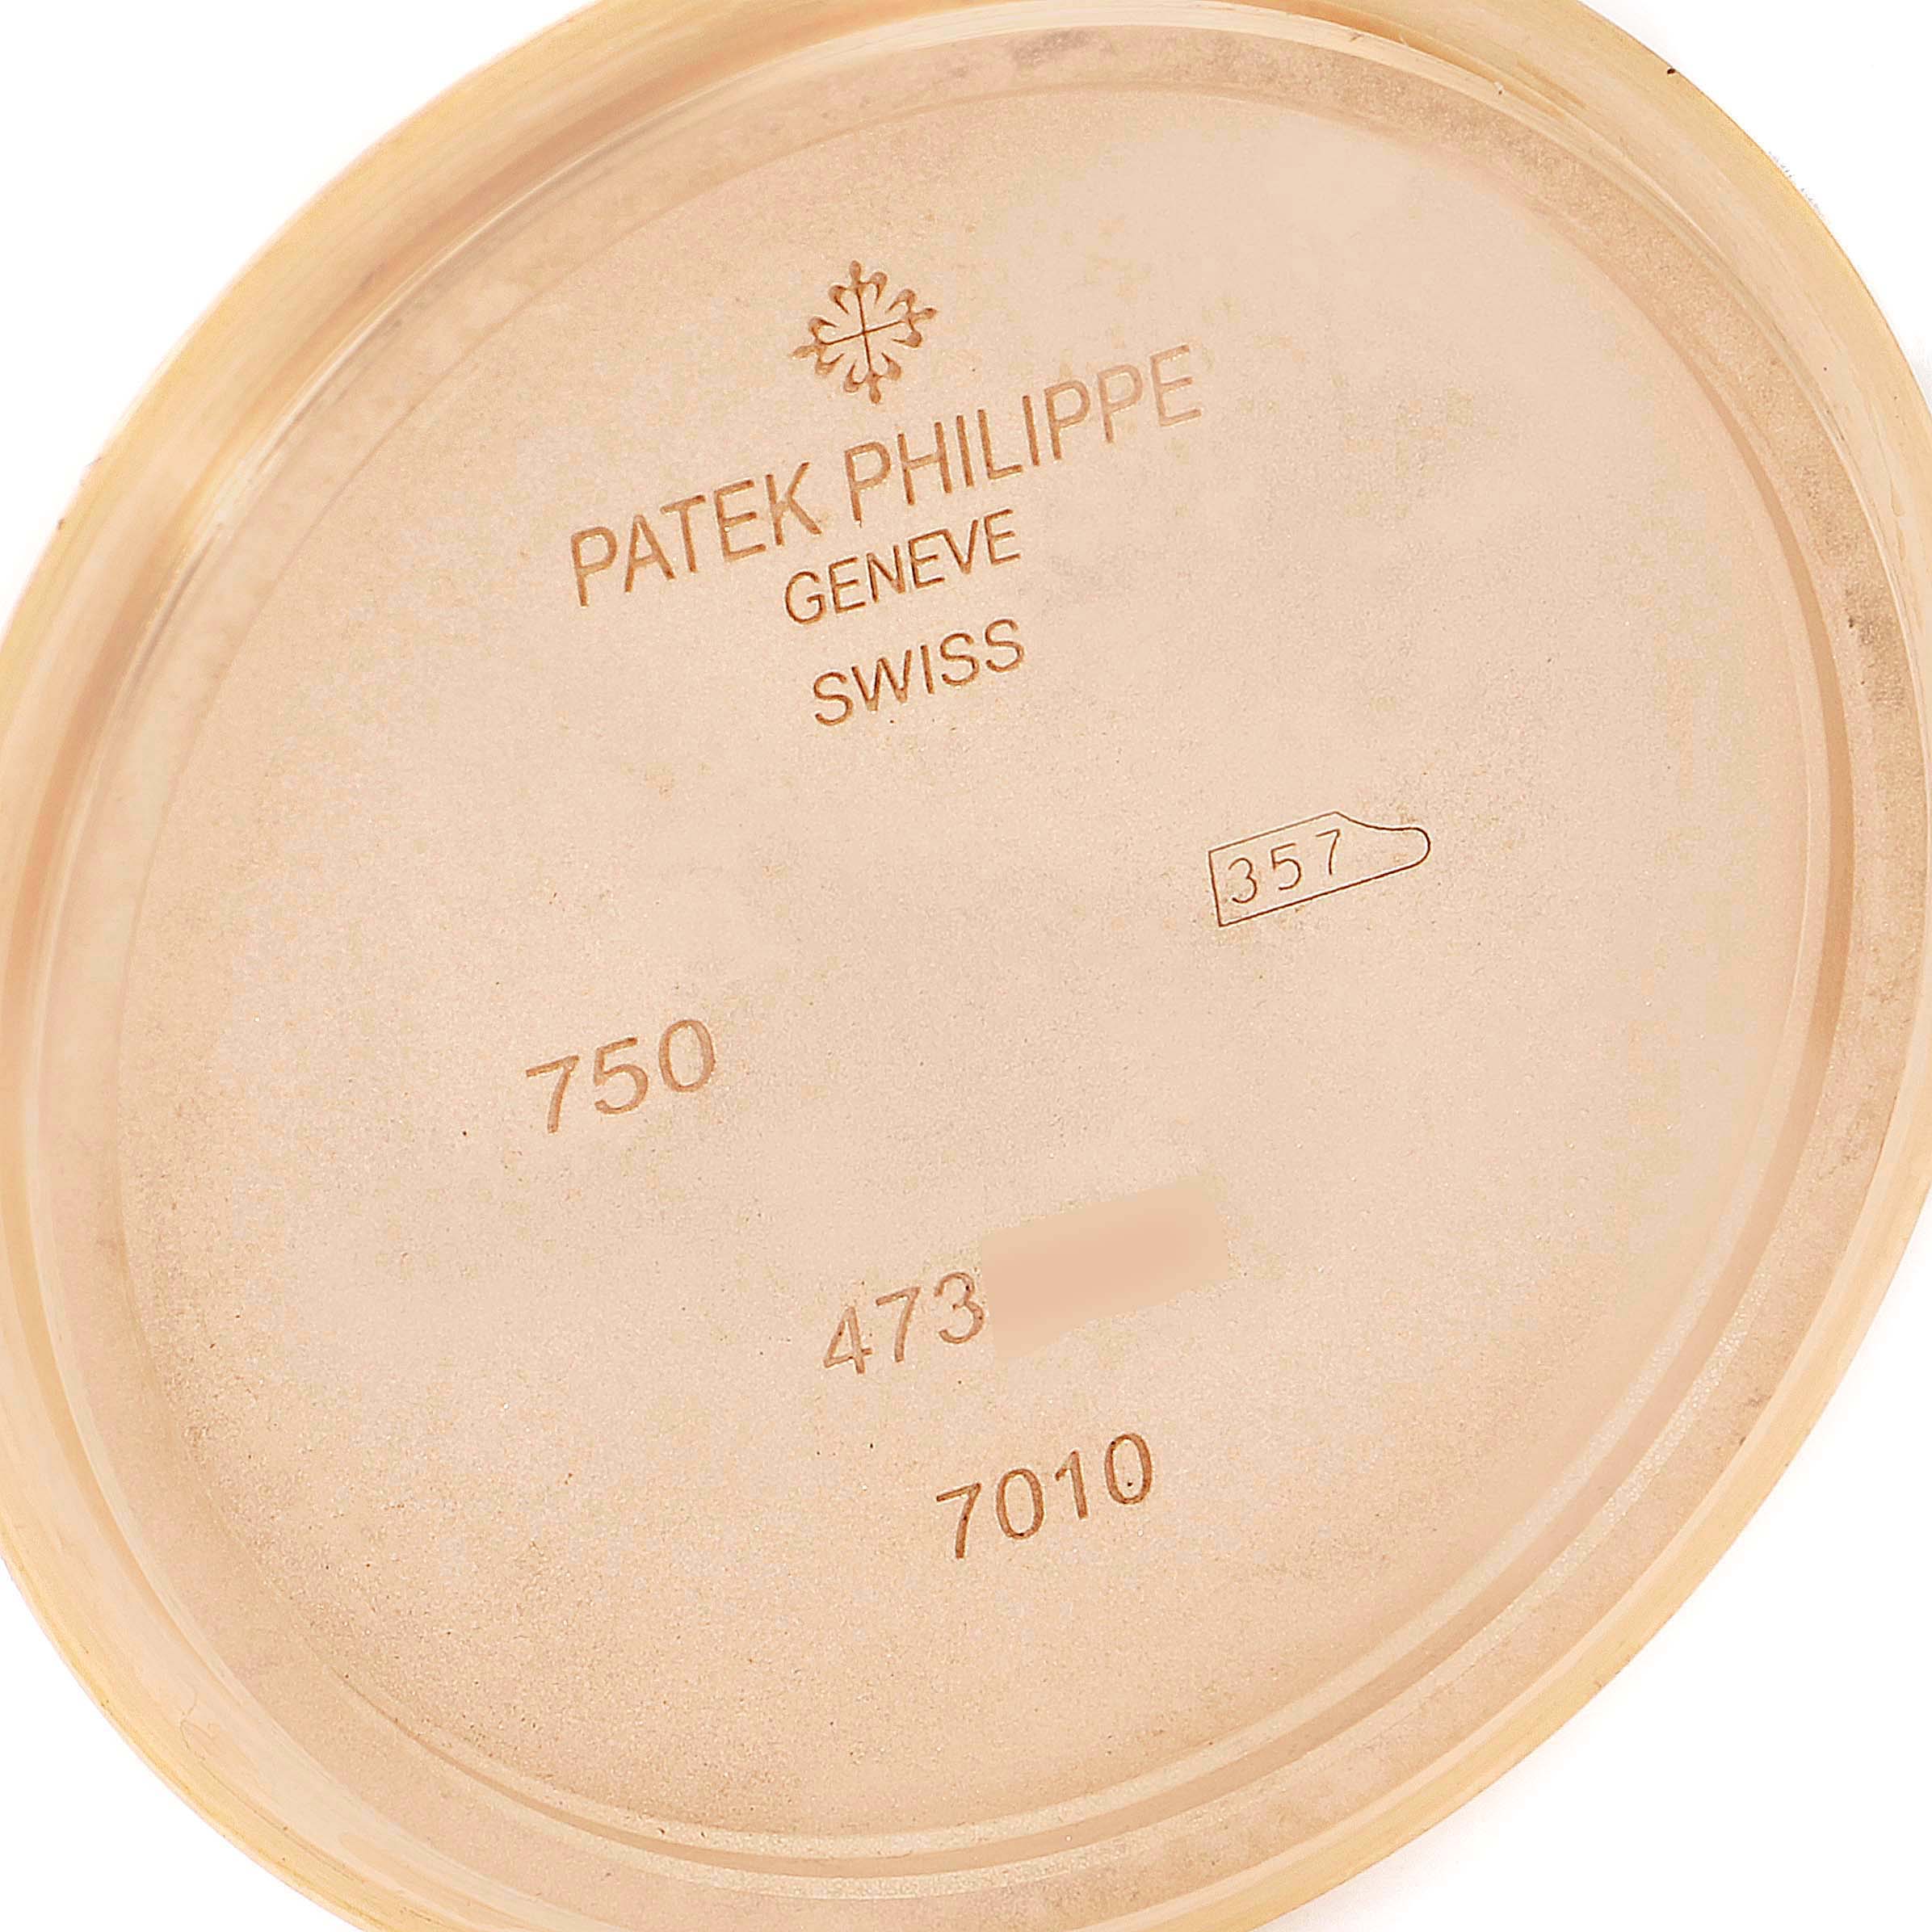 PATEK PHILIPPE
GENEVE
SWISS
357
750
473
7010